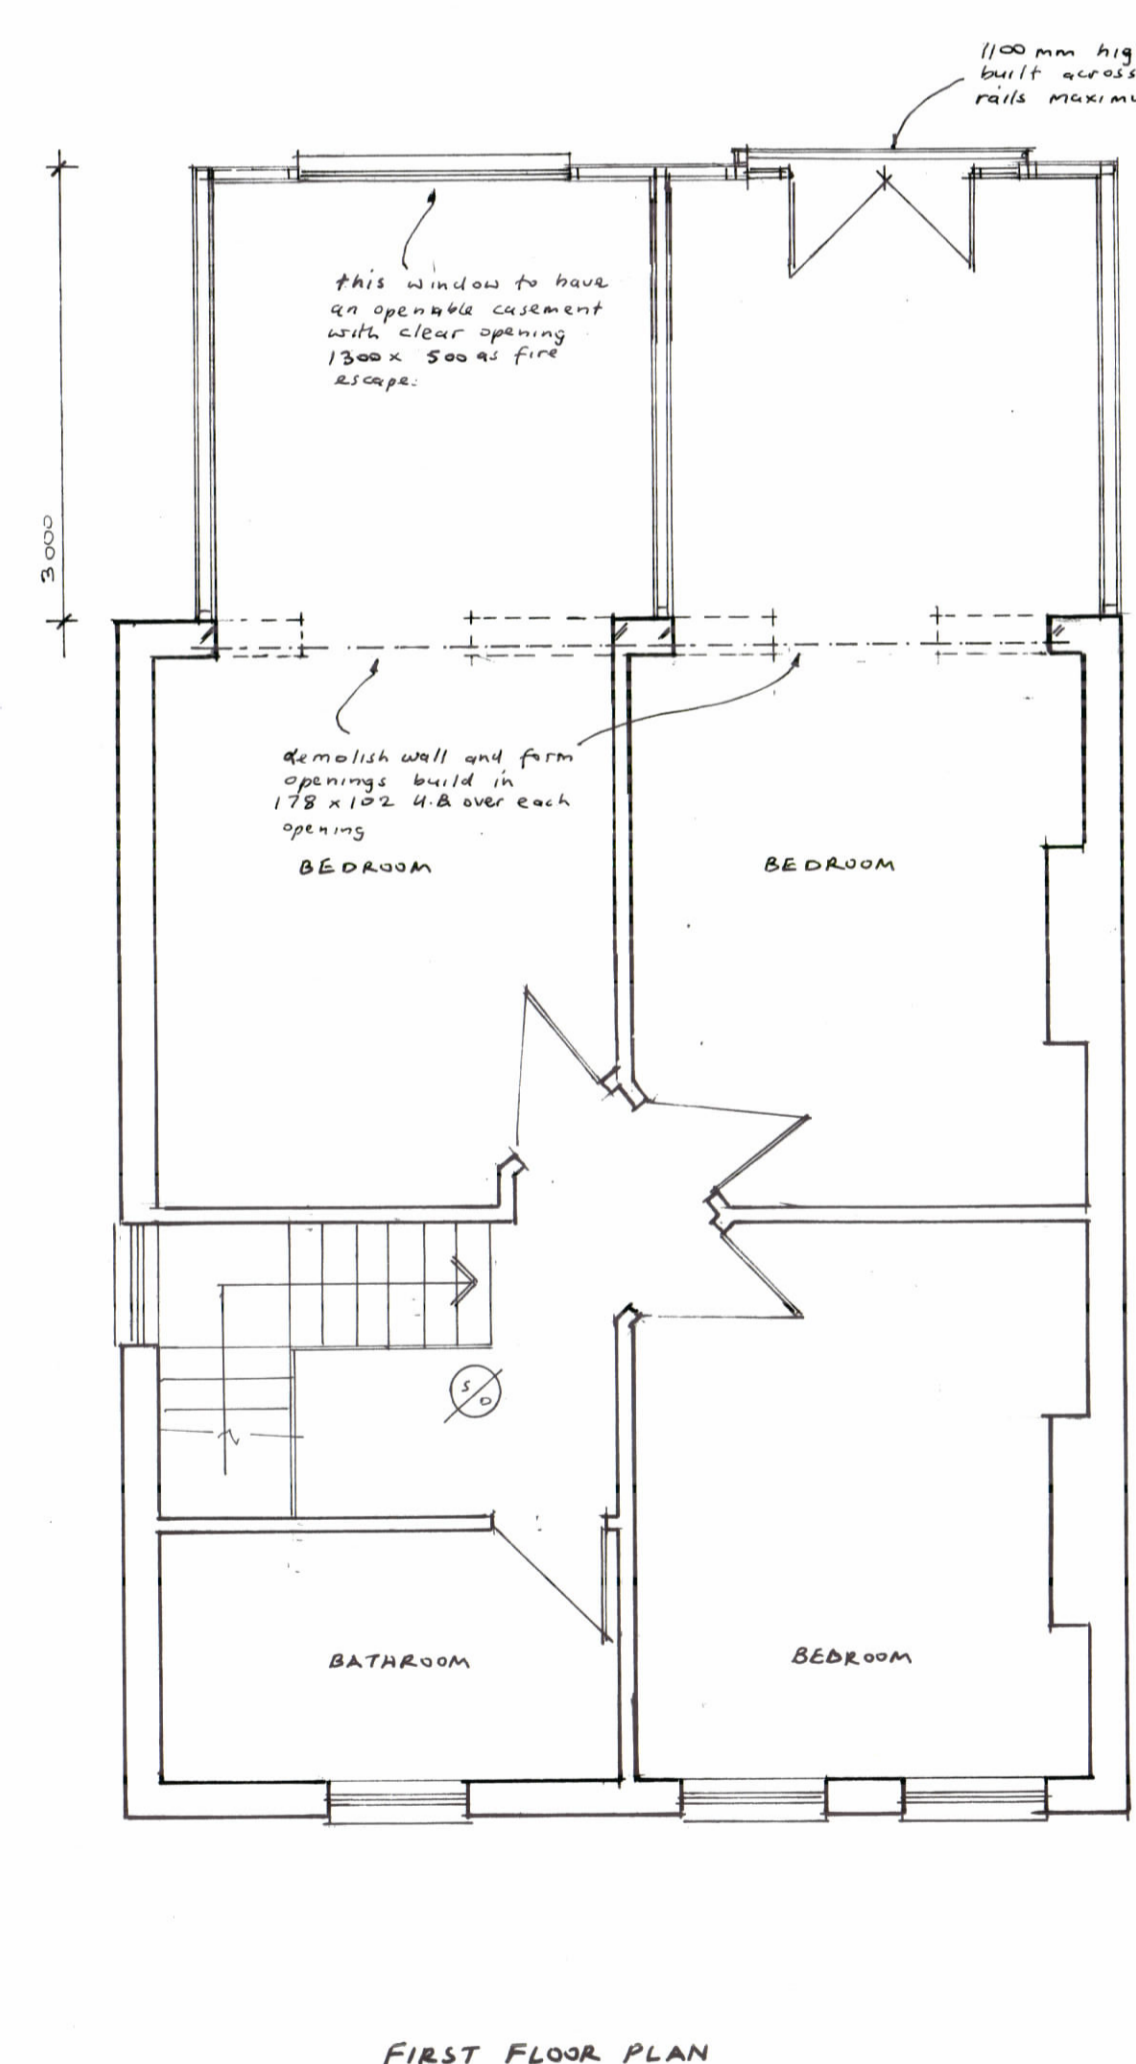 1100 mm hig
built across
rails maximu
this window to have
an openable casement
with clear opening
1300 x 500 as fire
escape.
3000
demolish wall and form
openings build in
178 x 102 U.B over each
opening
BEDROOM
BEDROOM
S
D
BATHROOM
BEDROOM
FIRST FLOOR PLAN